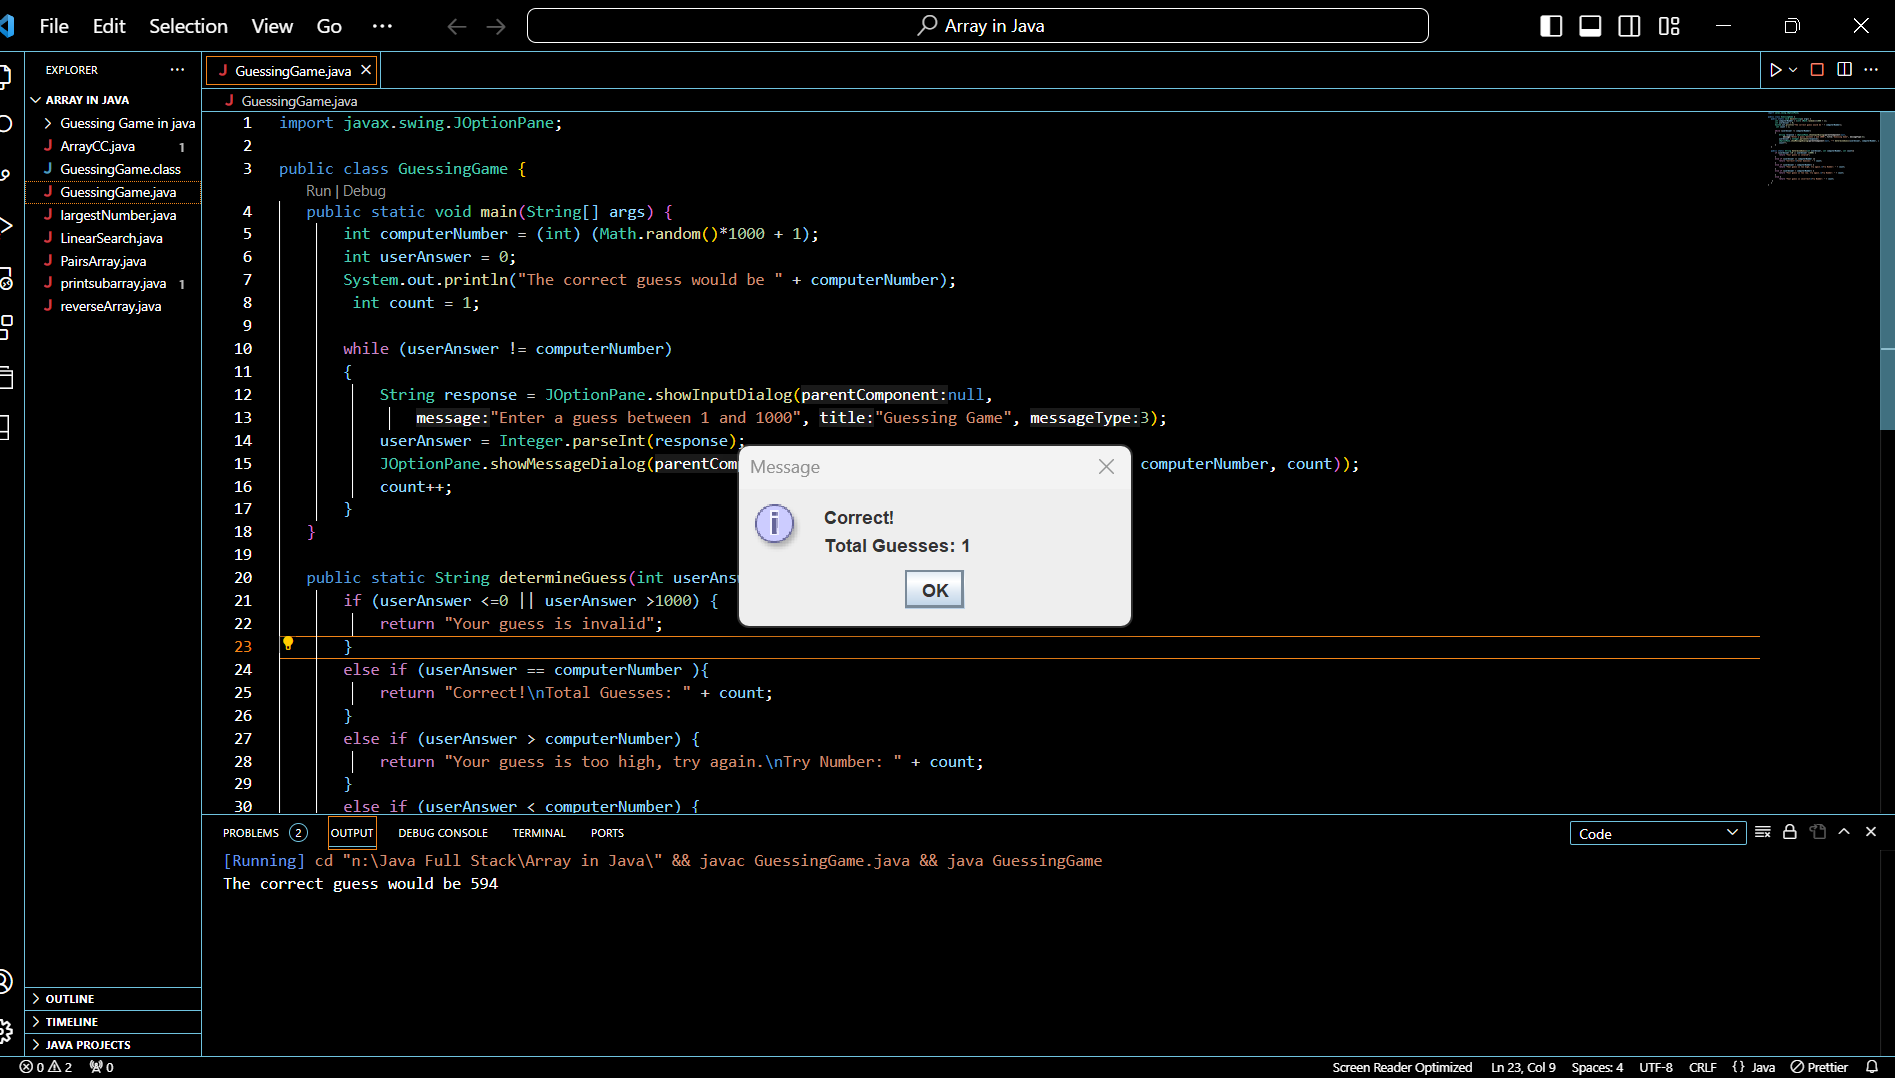 File Edit Selection View Go ···
Array in Java
EXPLORER ···
GuessingGame.java
ARRAY IN JAVA
Guessing Game in java
J ArrayCC.java 1
J GuessingGame.class
J GuessingGame.java
J largestNumber.java
J LinearSearch.java
J PairsArray.java
J printsubarray.java 1
J reverseArray.java
OUTLINE
TIMELINE
JAVA PROJECTS
J GuessingGame.java
1 import javax.swing.JOptionPane;
2
3 public class GuessingGame {
Run | Debug
4 public static void main(String[] args) {
5 int computerNumber = (int) (Math.random()*1000 + 1);
6 int userAnswer = 0;
7 System.out.println("The correct guess would be " + computerNumber);
8 int count = 1;
9
10 while (userAnswer != computerNumber)
11 {
12 String response = JOptionPane.showInputDialog(parentComponent:null,
13 message:"Enter a guess between 1 and 1000", title:"Guessing Game", messageType:3);
14 userAnswer = Integer.parseInt(response);
15 JOptionPane.showMessageDialog(parentCom computerNumber, count));
16 count++;
17 }
18 }
19
20 public static String determineGuess(int userAns
21 if (userAnswer <=0 || userAnswer >1000) {
22 return "Your guess is invalid";
23 }
24 else if (userAnswer == computerNumber ){
25 return "Correct!\nTotal Guesses: " + count;
26 }
27 else if (userAnswer > computerNumber) {
28 return "Your guess is too high, try again.\nTry Number: " + count;
29 }
30 else if (userAnswer < computerNumber) {
Message
Correct!
Total Guesses: 1
OK
PROBLEMS 2 OUTPUT DEBUG CONSOLE TERMINAL PORTS
Code
[Running] cd "n:\Java Full Stack\Array in Java\" && javac GuessingGame.java && java GuessingGame
The correct guess would be 594
0 2 0
Screen Reader Optimized Ln 23, Col 9 Spaces: 4 UTF-8 CRLF {} Java Prettier